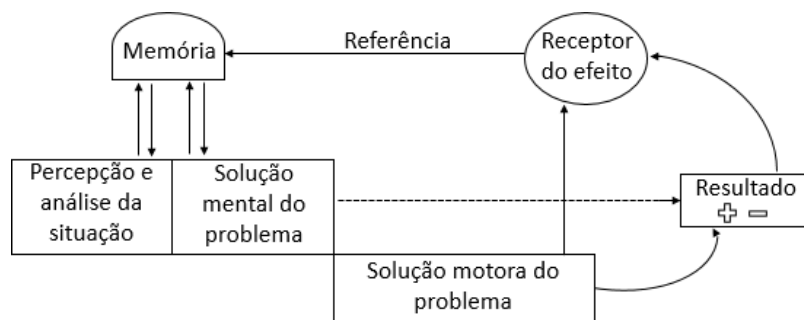 Memória
Referência
Receptor
do efeito
Percepção e
análise da
situação
Solução
mental do
problema
Resultado
+ −
Solução motora do
problema